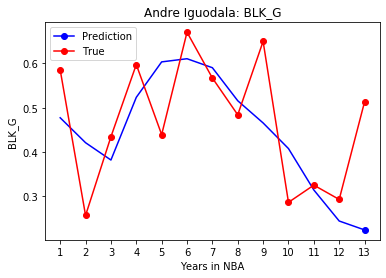 Andre Iguodala: BLK_G
Prediction
True
BLK_G
0.6
0.5
0.4
0.3
1 2 3 4 5 6 7 8 9 10 11 12 13
Years in NBA